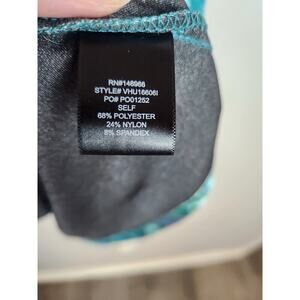 RN#146966
STYLE# VHU16606I
PO# PO01252
SELF
68% POLYESTER
24% NYLON
8% SPANDEX